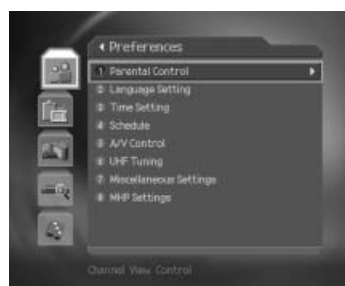 Preferences
1 Parental Control
2 Language Setting
3 Time Setting
4 Schedule
5 A/V Control
6 UHF Tuning
7 Miscellaneous Settings
8 MHP Settings
Channel View Control